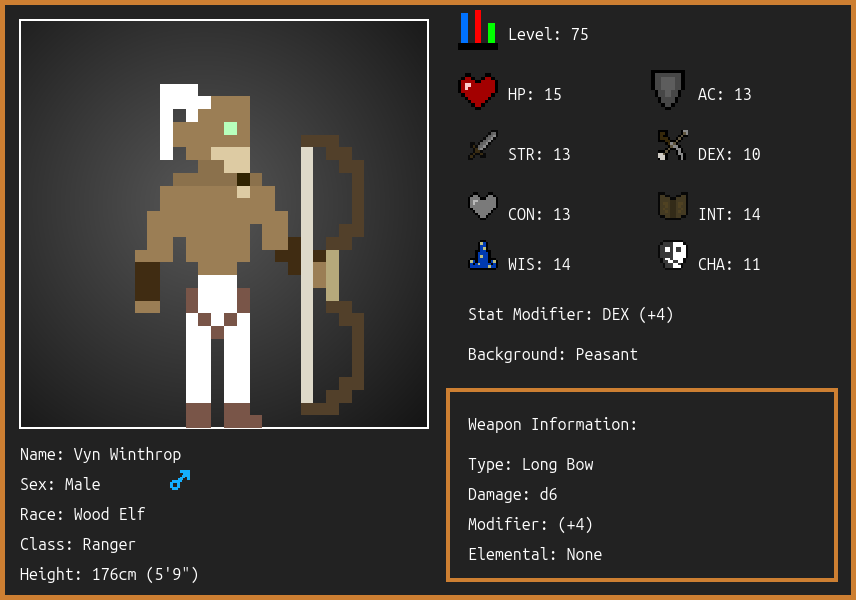 Level: 75
HP: 15
AC: 13
STR: 13
DEX: 10
CON: 13
INT: 14
WIS: 14
CHA: 11
Stat Modifier: DEX (+4)
Background: Peasant
Weapon Information:
Type: Long Bow
Damage: d6
Modifier: (+4)
Elemental: None
Name: Vyn Winthrop
Sex: Male
Race: Wood Elf
Class: Ranger
Height: 176cm (5'9")